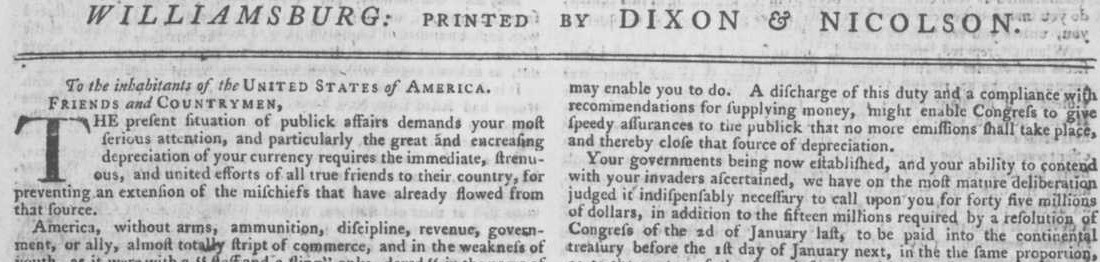 WILLIAMSBURG: PRINTED BY DIXON & NICOLSON.
To the inhabitants of the UNITED STATES of AMERICA.
FRIENDS and COUNTRYMEN,
THE preſent ſituation of publick affairs demands your moſt
ſerious attention, and particularly the great and encreaſing
depreciation of your currency requires the immediate, ſtrenu-
ous, and united efforts of all true friends to their country, for
preventing an extenſion of the miſchiefs that have already flowed from
that ſource.
America, without arms, ammunition, diſcipline, revenue, govern-
ment, or ally, almoſt totally ſtript of commerce, and in the weakneſs of
may enable you to do. A diſcharge of this duty and a compliance with
recommendations for ſupplying money, might enable Congreſs to give
ſpeedy aſſurances to the publick that no more emiſſions ſhall take place,
and thereby cloſe that ſource of depreciation.
Your governments being now eſtabliſhed, and your ability to contend
with your invaders aſcertained, we have on the moſt mature deliberation
judged it indiſpenſably neceſſary to call upon you for forty five millions
of dollars, in addition to the fifteen millions required by a reſolution of
Congreſs of the 2d of January laſt, to be paid into the continental
treaſury before the 1ſt day of January next, in the the ſame proportion,